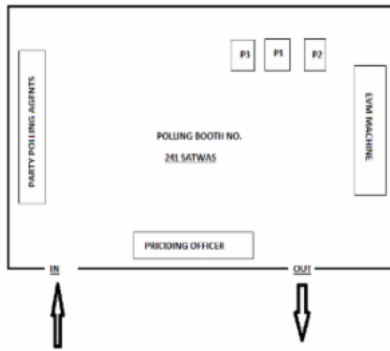 P3 P1 P2
PARTY POLLING AGENTS
EVM MACHINE
POLLING BOOTH NO.
241 SATWAS
PRICIDING OFFICER
IN
OUT